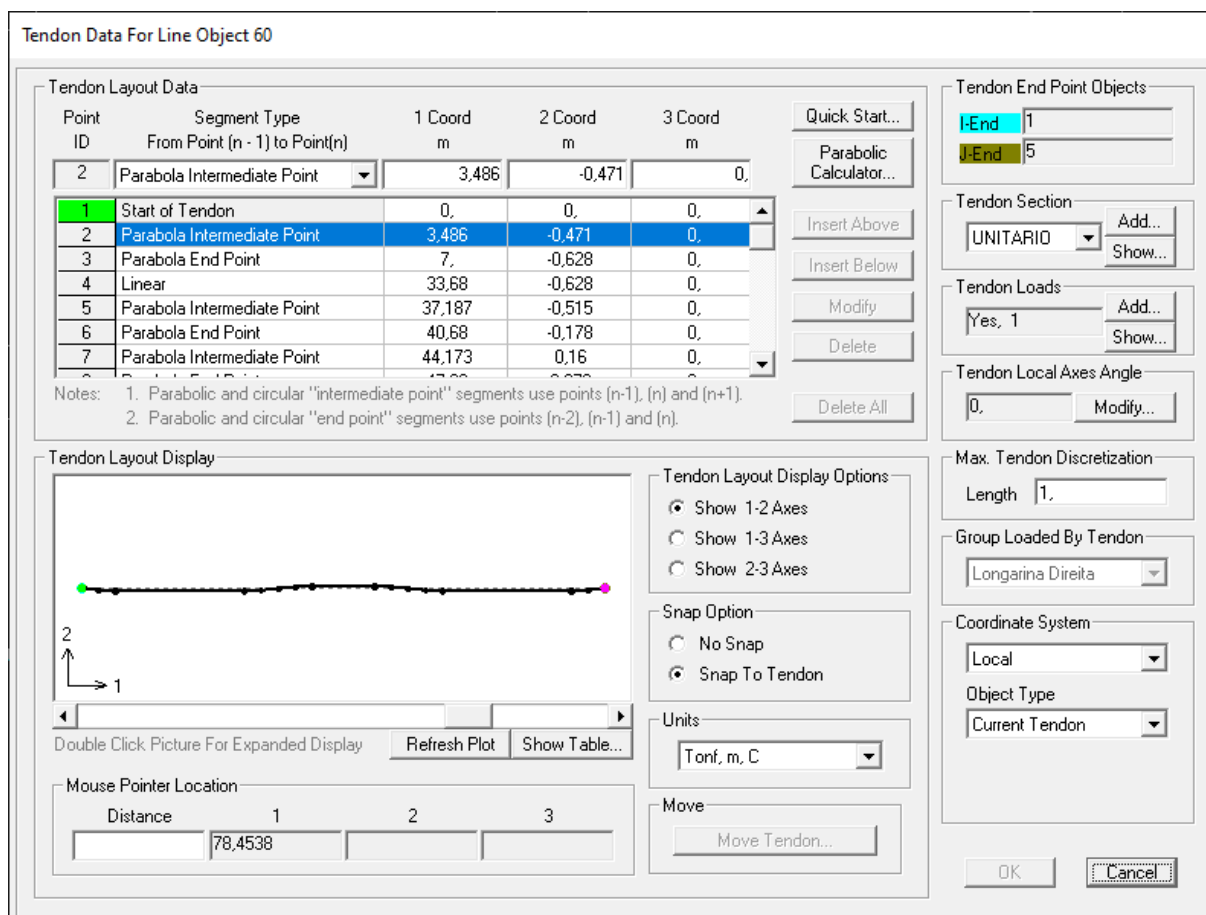 Tendon Data For Line Object 60
Tendon Layout Data
Point Segment Type 1 Coord 2 Coord 3 Coord
ID From Point (n - 1) to Point(n) m m m
2 Parabola Intermediate Point 3,486 -0,471 0,
1 Start of Tendon 0, 0, 0,
2 Parabola Intermediate Point 3,486 -0,471 0,
3 Parabola End Point 7, -0,628 0,
4 Linear 33,68 -0,628 0,
5 Parabola Intermediate Point 37,187 -0,515 0,
6 Parabola End Point 40,68 -0,178 0,
7 Parabola Intermediate Point 44,173 0,16 0,
Notes: 1. Parabolic and circular "intermediate point" segments use points (n-1), (n) and (n+1).
2. Parabolic and circular "end point" segments use points (n-2), (n-1) and (n).
Quick Start...
Parabolic
Calculator...
Insert Above
Insert Below
Modify
Delete
Delete All
Tendon End Point Objects
I-End 1
J-End 5
Tendon Section
UNITARIO
Add...
Show...
Tendon Loads
Yes, 1
Add...
Show...
Tendon Local Axes Angle
0, Modify...
Max. Tendon Discretization
Length 1,
Group Loaded By Tendon
Longarina Direita
Coordinate System
Local
Object Type
Current Tendon
Tendon Layout Display
2
1
Double Click Picture For Expanded Display Refresh Plot Show Table...
Mouse Pointer Location
Distance 1 2 3
78,4538
Tendon Layout Display Options
Show 1-2 Axes
Show 1-3 Axes
Show 2-3 Axes
Snap Option
No Snap
Snap To Tendon
Units
Tonf, m, C
Move
Move Tendon...
OK Cancel